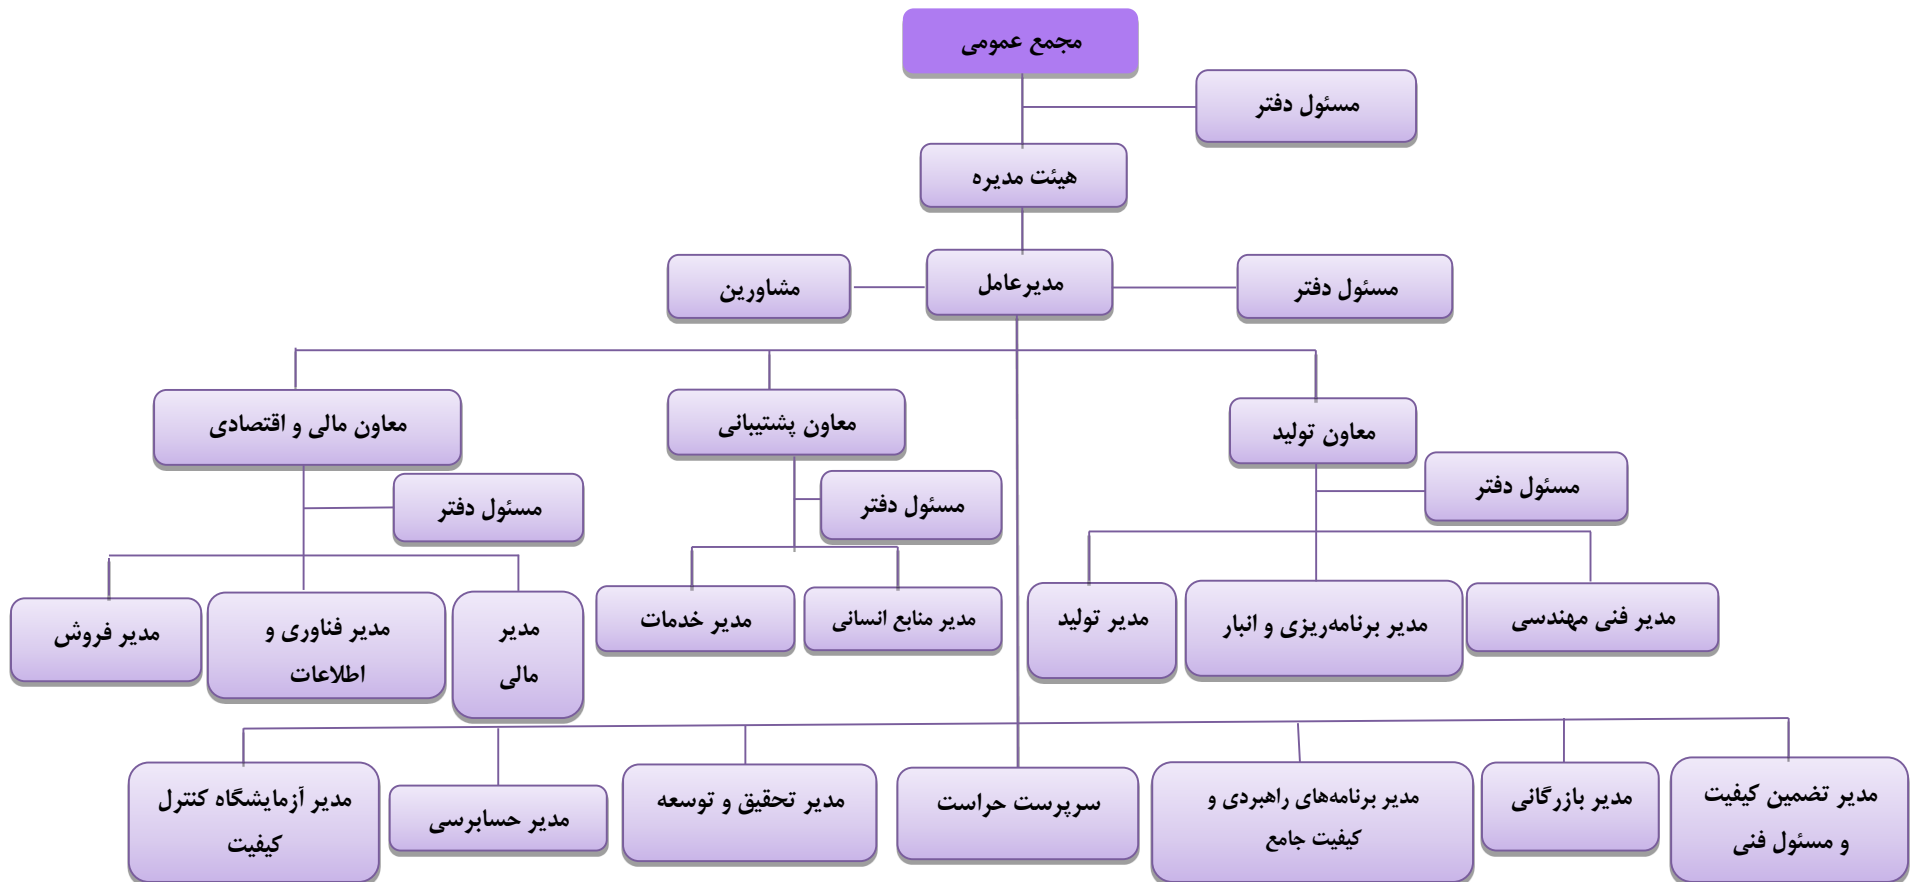 مجمع عمومی
مسئول دفتر
هیئت مدیره
مسئول دفتر
مدیرعامل
مشاورین
معاون تولید
معاون پشتیبانی
معاون مالی و اقتصادی
مسئول دفتر
مسئول دفتر
مسئول دفتر
مدیر فنی مهندسی
مدیر برنامه‌ریزی و انبار
مدیر تولید
مدیر منابع انسانی
مدیر خدمات
مدیر
مالی
مدیر فناوری و
اطلاعات
مدیر فروش
مدیر تضمین کیفیت
و مسئول فنی
مدیر بازرگانی
مدیر برنامه‌های راهبردی و
کیفیت جامع
سرپرست حراست
مدیر تحقیق و توسعه
مدیر حسابرسی
مدیر آزمایشگاه کنترل
کیفیت